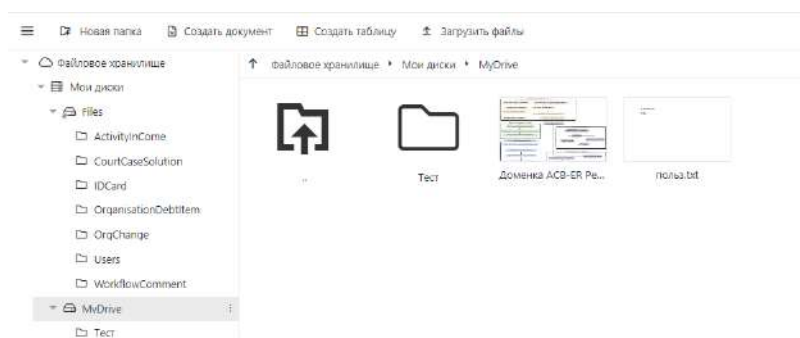 Новая папка Создать документ Создать таблицу Загрузить файлы
Файловое хранилище
Файловое хранилище Мои диски MyDrive
Мои диски
Files
ActivityInCome
CourtCaseSolution
IDCard
OrganisationDebtItem
OrgChange
Users
WorkflowComment
MyDrive
Тест
..
Тест
Доменка ACB-ER Ре...
польз.txt